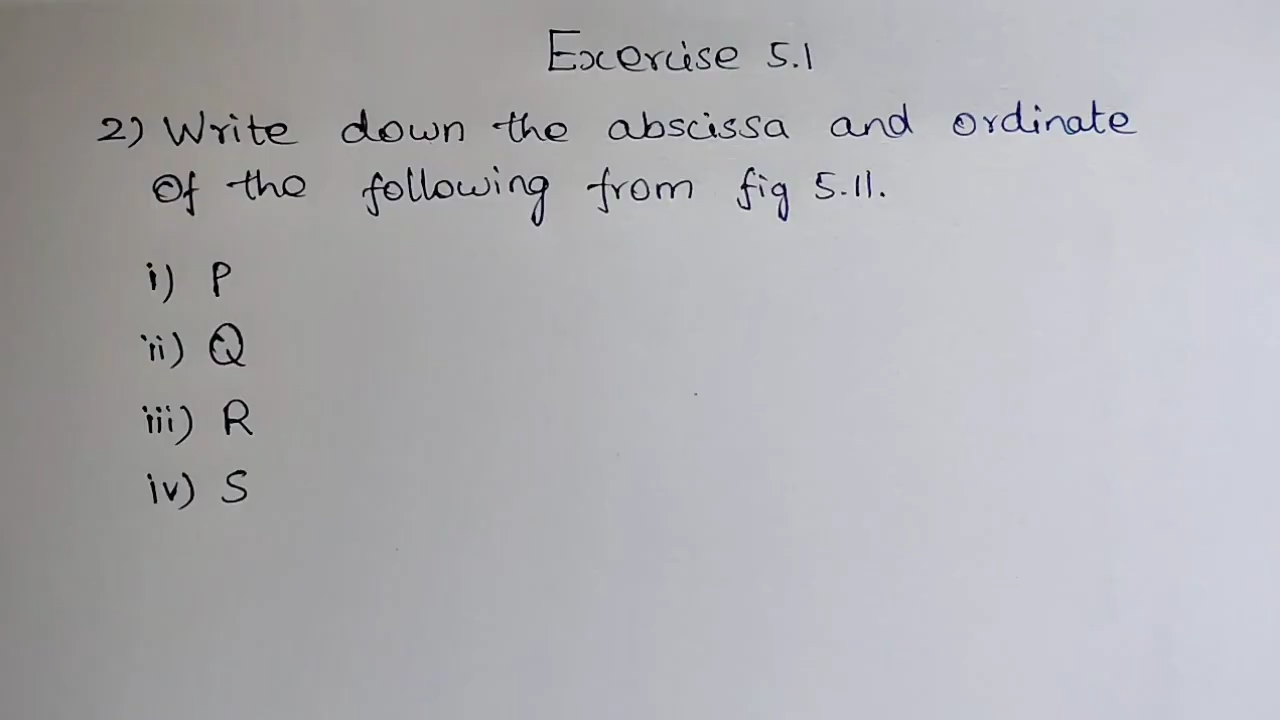 Exercise 5.1
2) Write down the abscissa and ordinate
of the following from fig 5.11.
i) P
ii) Q
iii) R
iv) S